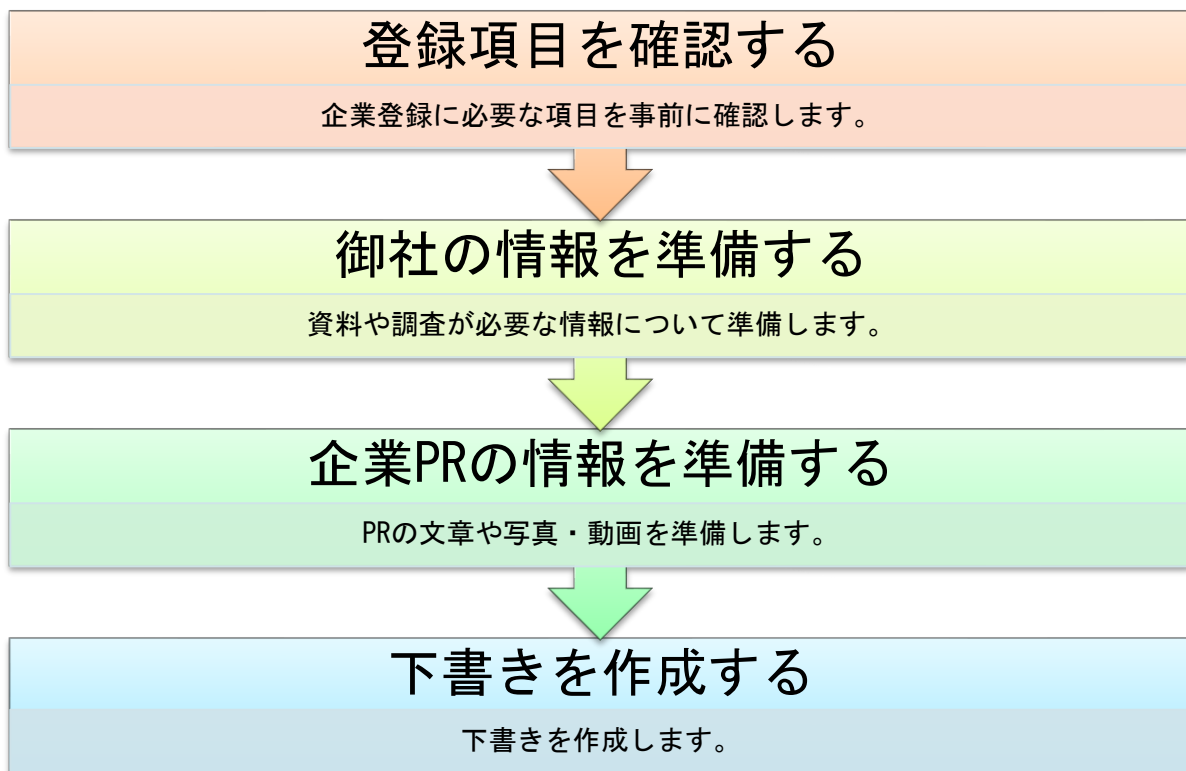 登録項目を確認する
企業登録に必要な項目を事前に確認します。
御社の情報を準備する
資料や調査が必要な情報について準備します。
企業PRの情報を準備する
PRの文章や写真・動画を準備します。
下書きを作成する
下書きを作成します。